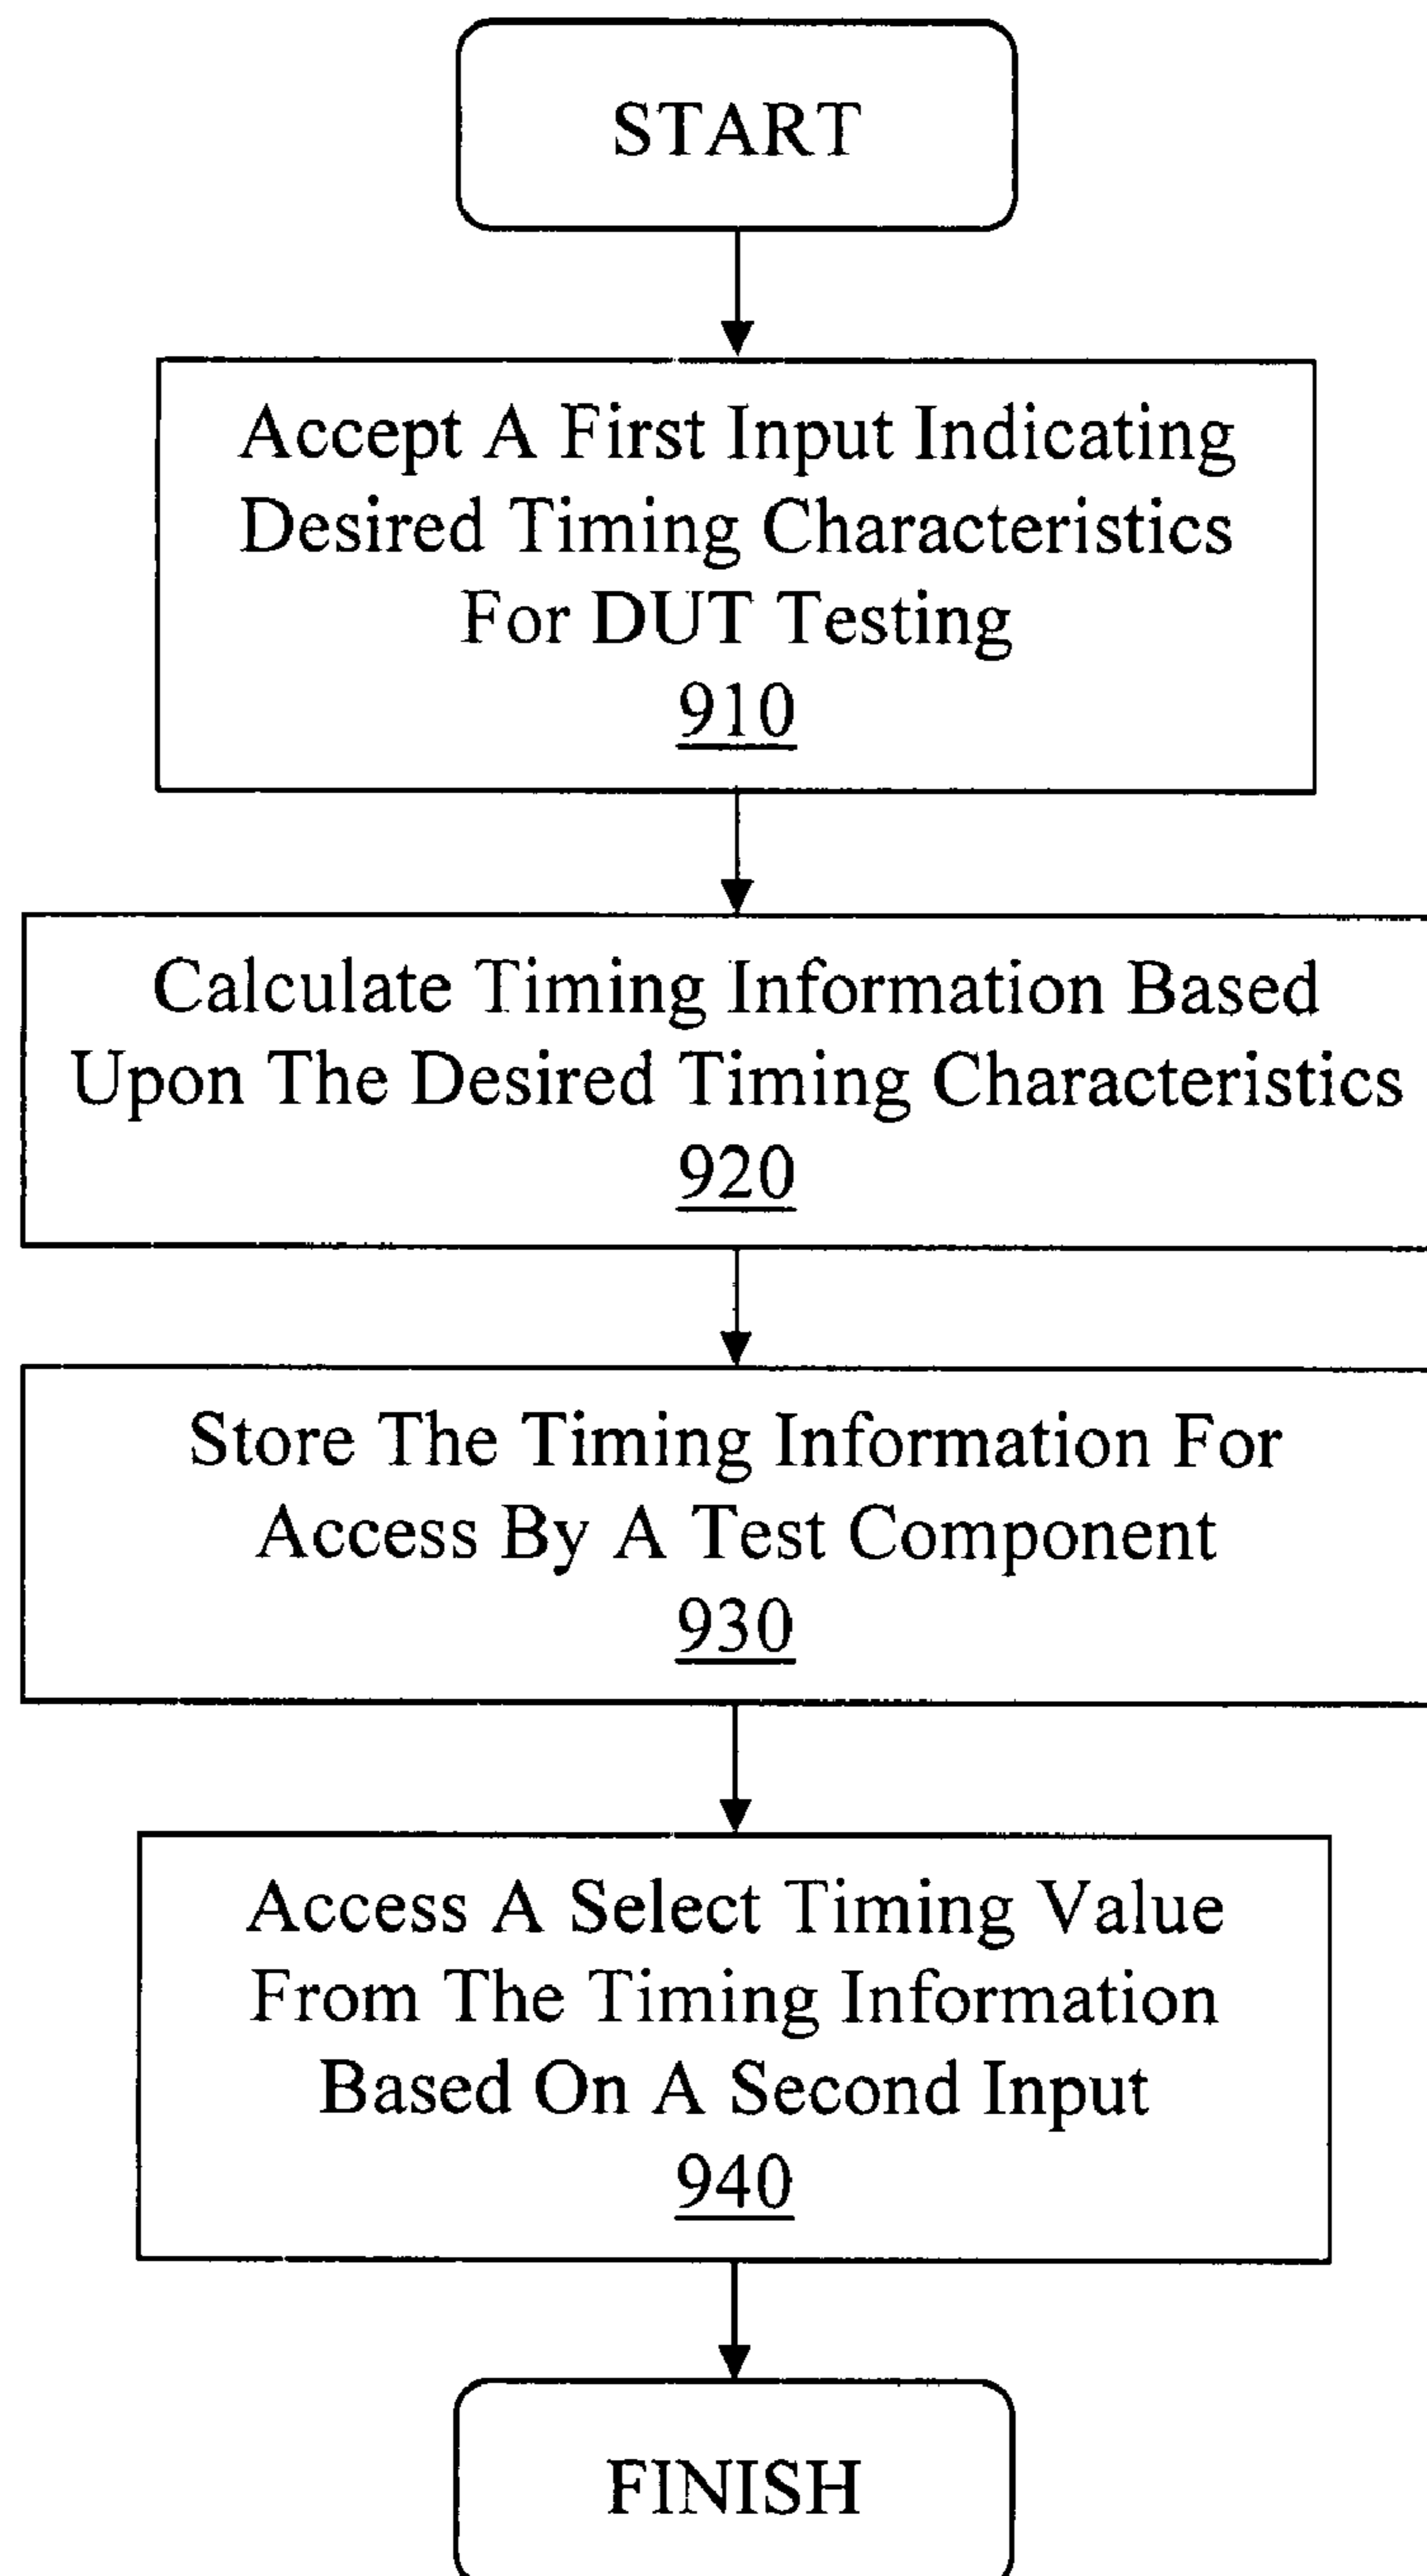 START
Accept A First Input Indicating
Desired Timing Characteristics
For DUT Testing
910
Calculate Timing Information Based
Upon The Desired Timing Characteristics
920
Store The Timing Information For
Access By A Test Component
930
Access A Select Timing Value
From The Timing Information
Based On A Second Input
940
FINISH